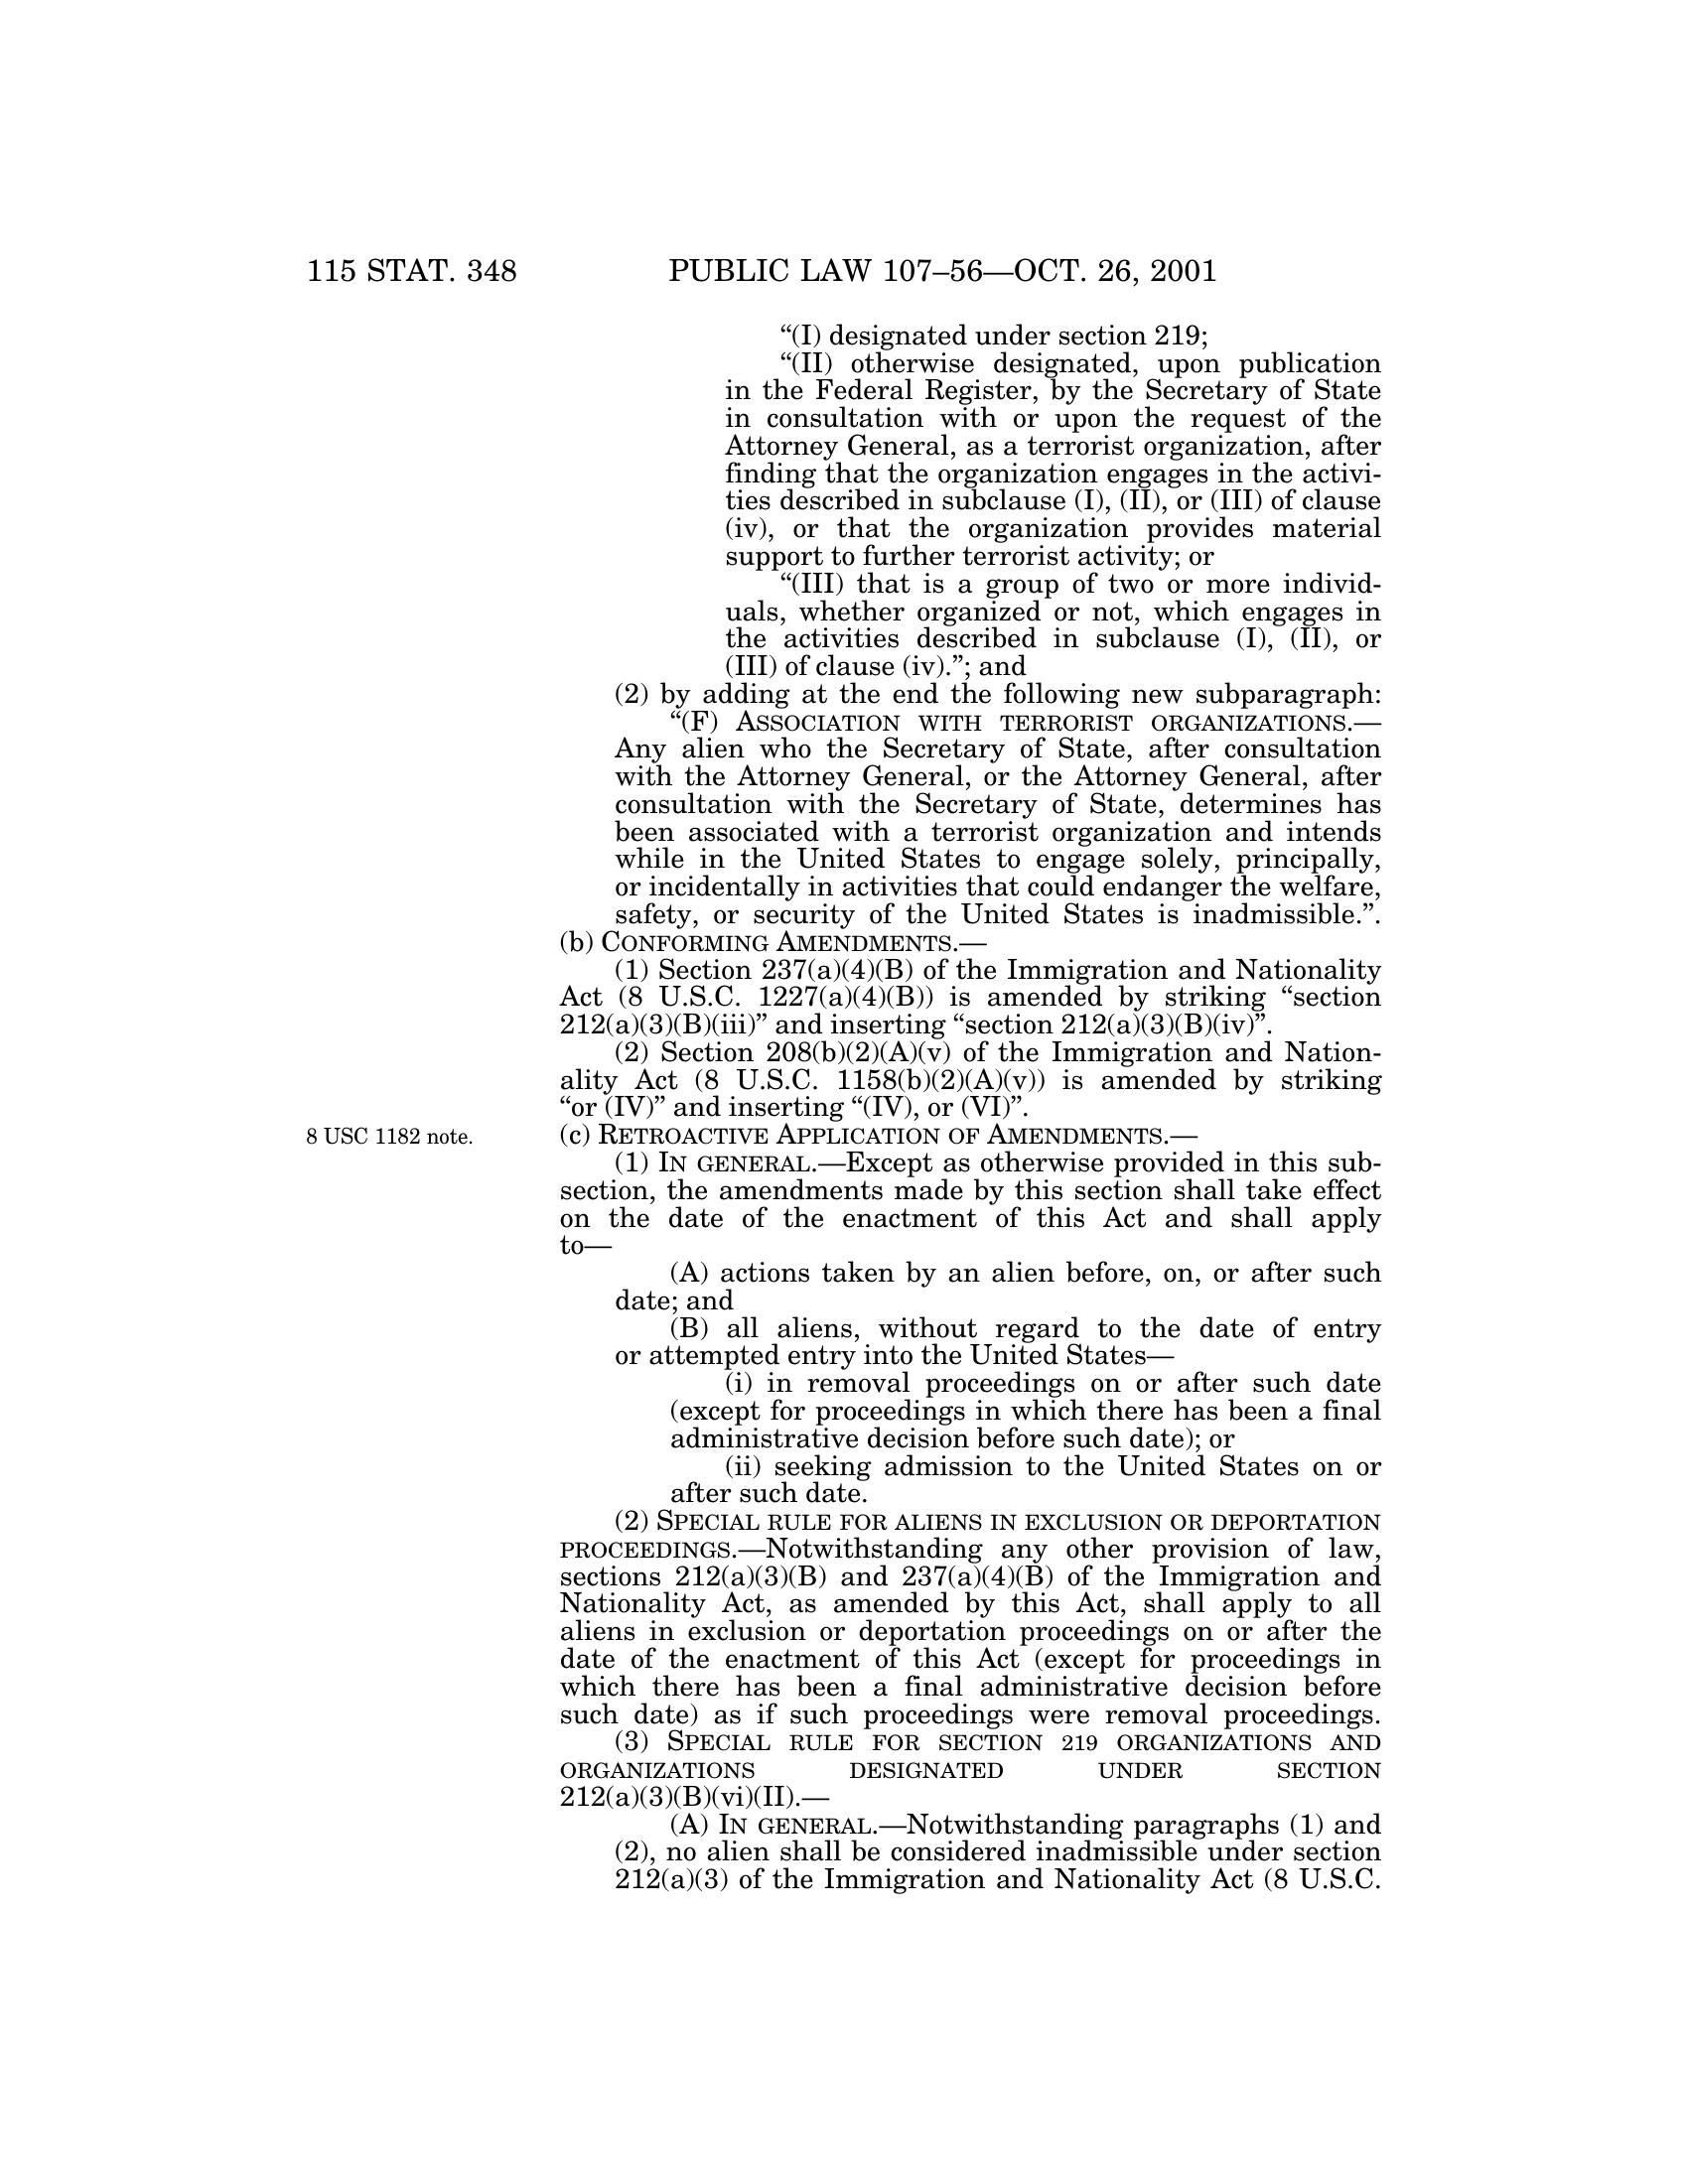 115 STAT. 348 PUBLIC LAW 107–56—OCT. 26, 2001
“(I) designated under section 219;
“(II) otherwise designated, upon publication
in the Federal Register, by the Secretary of State
in consultation with or upon the request of the
Attorney General, as a terrorist organization, after
finding that the organization engages in the activi-
ties described in subclause (I), (II), or (III) of clause
(iv), or that the organization provides material
support to further terrorist activity; or
“(III) that is a group of two or more individ-
uals, whether organized or not, which engages in
the activities described in subclause (I), (II), or
(III) of clause (iv).”; and
(2) by adding at the end the following new subparagraph:
“(F) ASSOCIATION WITH TERRORIST ORGANIZATIONS.—
Any alien who the Secretary of State, after consultation
with the Attorney General, or the Attorney General, after
consultation with the Secretary of State, determines has
been associated with a terrorist organization and intends
while in the United States to engage solely, principally,
or incidentally in activities that could endanger the welfare,
safety, or security of the United States is inadmissible.”.
(b) CONFORMING AMENDMENTS.—
(1) Section 237(a)(4)(B) of the Immigration and Nationality
Act (8 U.S.C. 1227(a)(4)(B)) is amended by striking “section
212(a)(3)(B)(iii)” and inserting “section 212(a)(3)(B)(iv)”.
(2) Section 208(b)(2)(A)(v) of the Immigration and Nation-
ality Act (8 U.S.C. 1158(b)(2)(A)(v)) is amended by striking
“or (IV)” and inserting “(IV), or (VI)”.
8 USC 1182 note. (c) RETROACTIVE APPLICATION OF AMENDMENTS.—
(1) IN GENERAL.—Except as otherwise provided in this sub-
section, the amendments made by this section shall take effect
on the date of the enactment of this Act and shall apply
to—
(A) actions taken by an alien before, on, or after such
date; and
(B) all aliens, without regard to the date of entry
or attempted entry into the United States—
(i) in removal proceedings on or after such date
(except for proceedings in which there has been a final
administrative decision before such date); or
(ii) seeking admission to the United States on or
after such date.
(2) SPECIAL RULE FOR ALIENS IN EXCLUSION OR DEPORTATION
PROCEEDINGS.—Notwithstanding any other provision of law,
sections 212(a)(3)(B) and 237(a)(4)(B) of the Immigration and
Nationality Act, as amended by this Act, shall apply to all
aliens in exclusion or deportation proceedings on or after the
date of the enactment of this Act (except for proceedings in
which there has been a final administrative decision before
such date) as if such proceedings were removal proceedings.
(3) SPECIAL RULE FOR SECTION 219 ORGANIZATIONS AND
ORGANIZATIONS DESIGNATED UNDER SECTION
212(a)(3)(B)(vi)(II).—
(A) IN GENERAL.—Notwithstanding paragraphs (1) and
(2), no alien shall be considered inadmissible under section
212(a)(3) of the Immigration and Nationality Act (8 U.S.C.